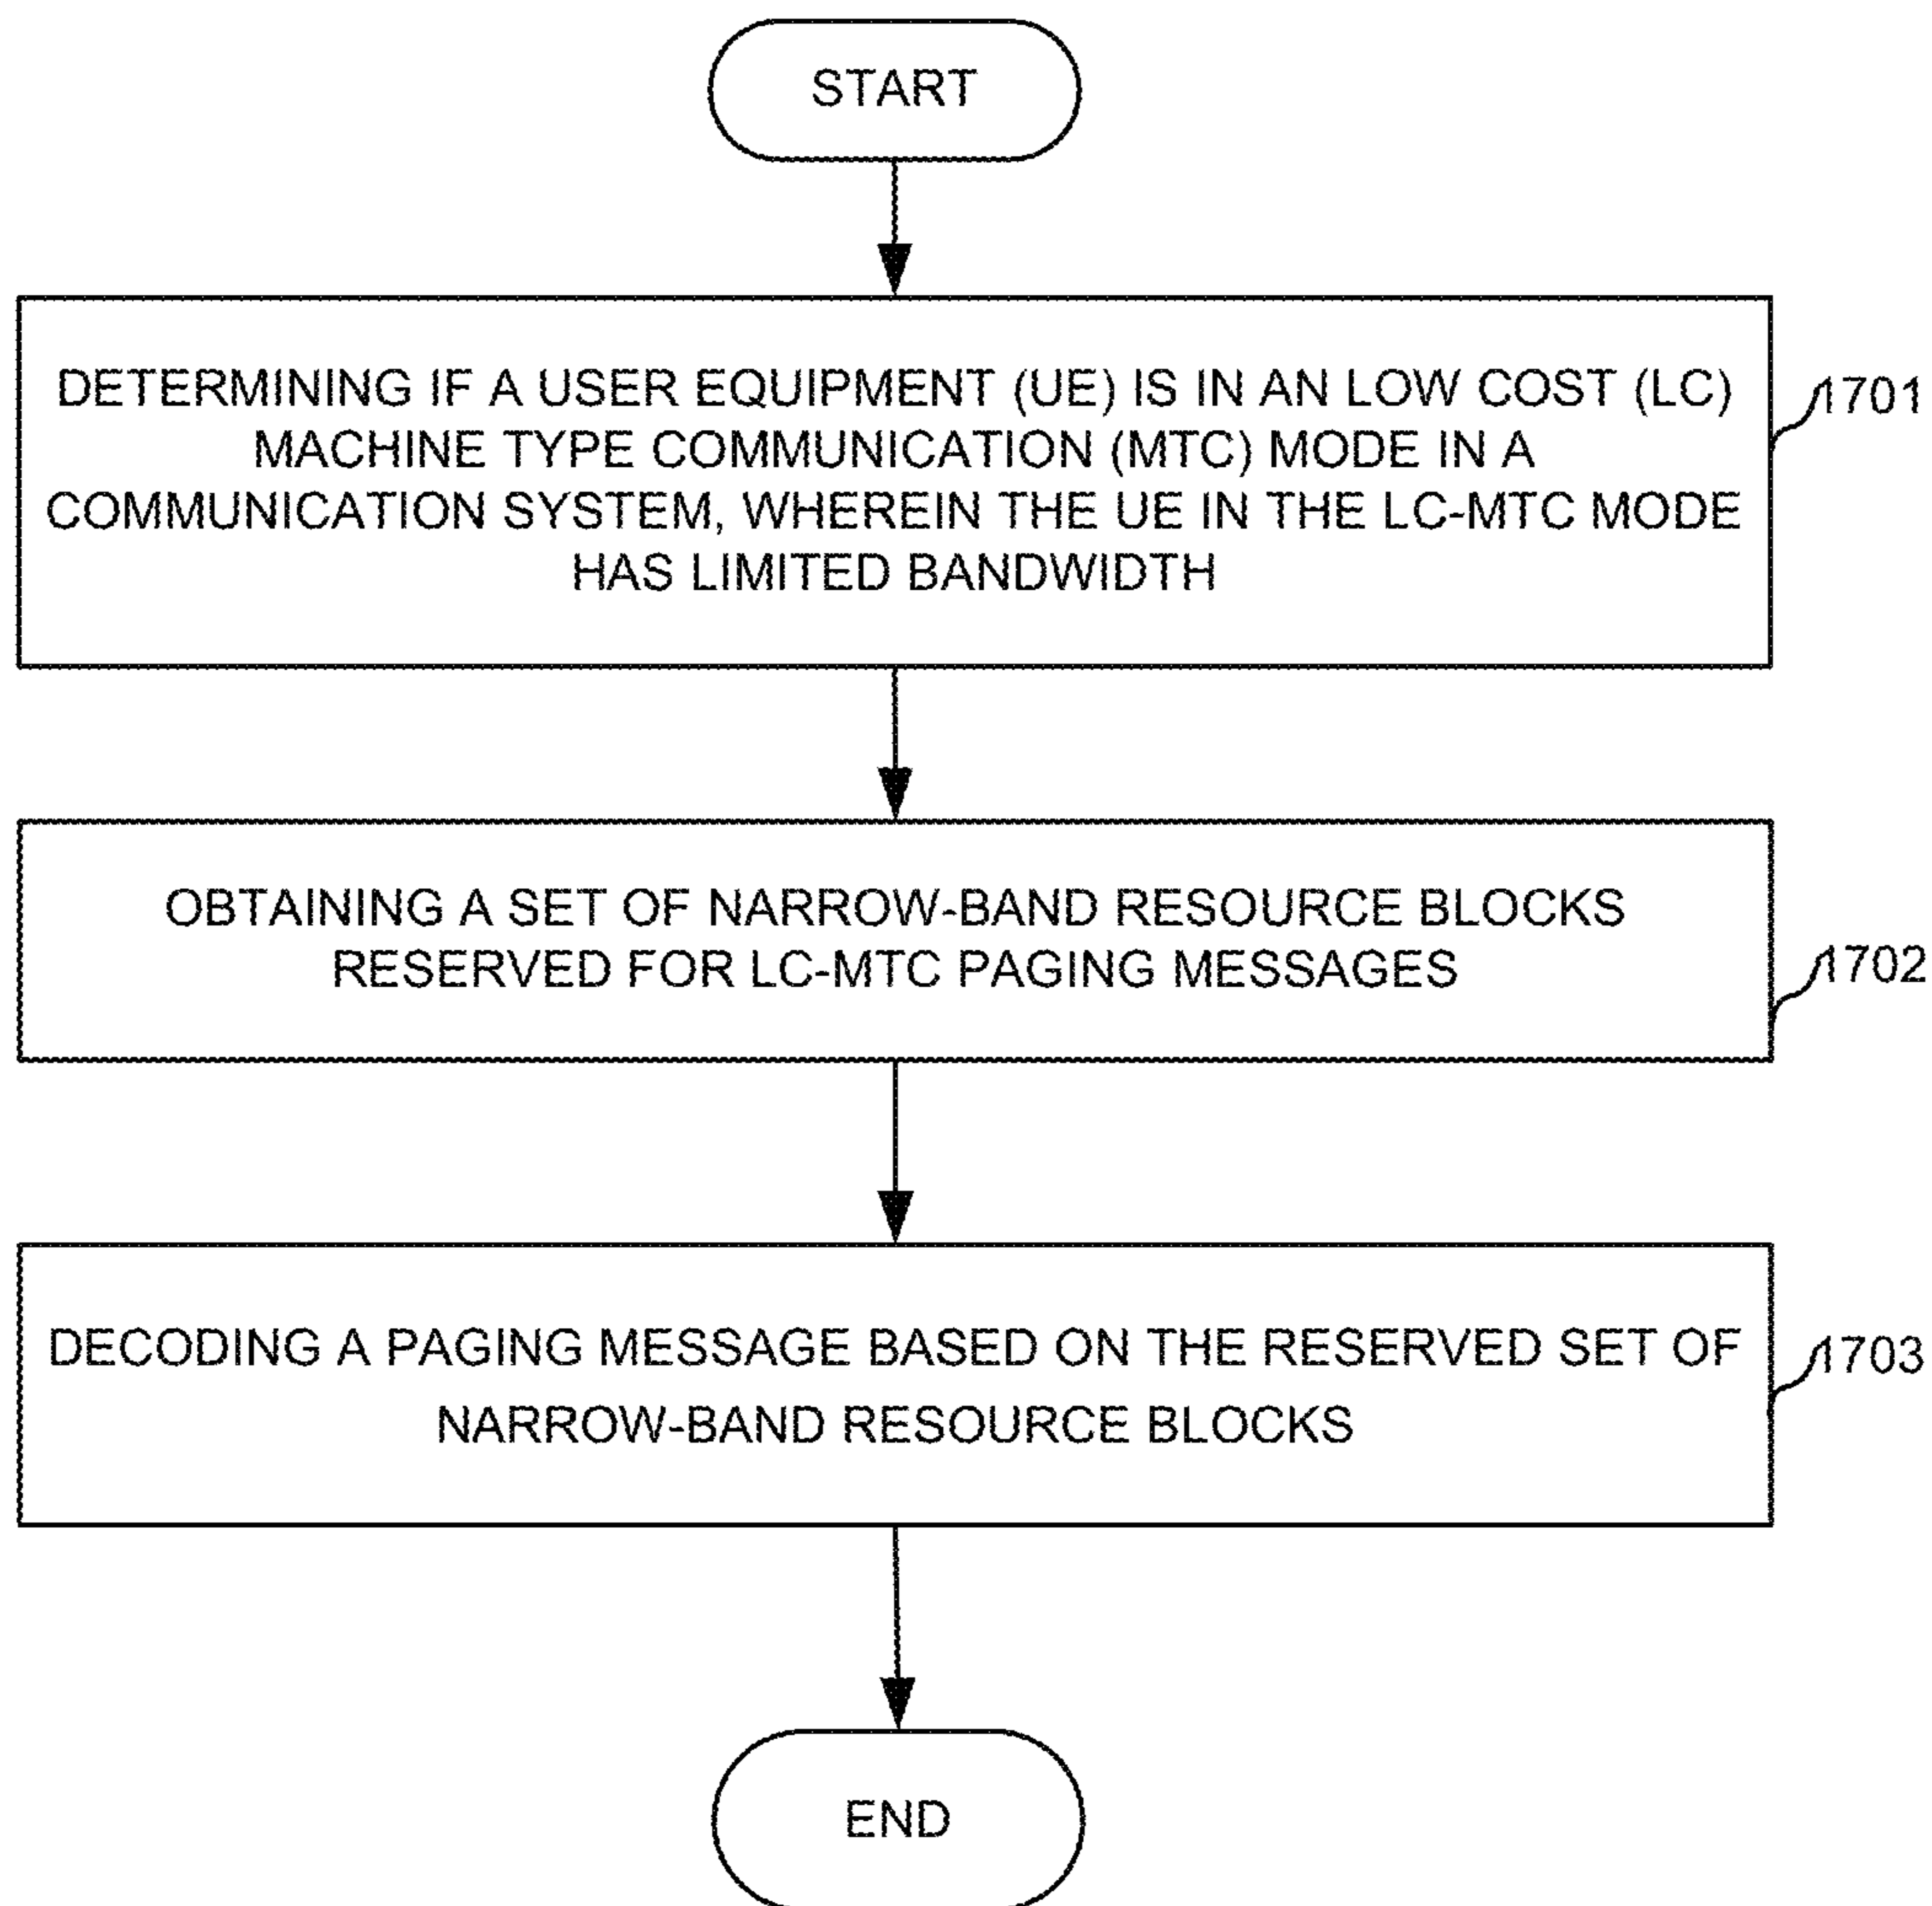 START
DETERMINING IF A USER EQUIPMENT (UE) IS IN AN LOW COST (LC)
MACHINE TYPE COMMUNICATION (MTC) MODE IN A
COMMUNICATION SYSTEM, WHEREIN THE UE IN THE LC-MTC MODE
HAS LIMITED BANDWIDTH
1701
OBTAINING A SET OF NARROW-BAND RESOURCE BLOCKS
RESERVED FOR LC-MTC PAGING MESSAGES
1702
DECODING A PAGING MESSAGE BASED ON THE RESERVED SET OF
NARROW-BAND RESOURCE BLOCKS
1703
END